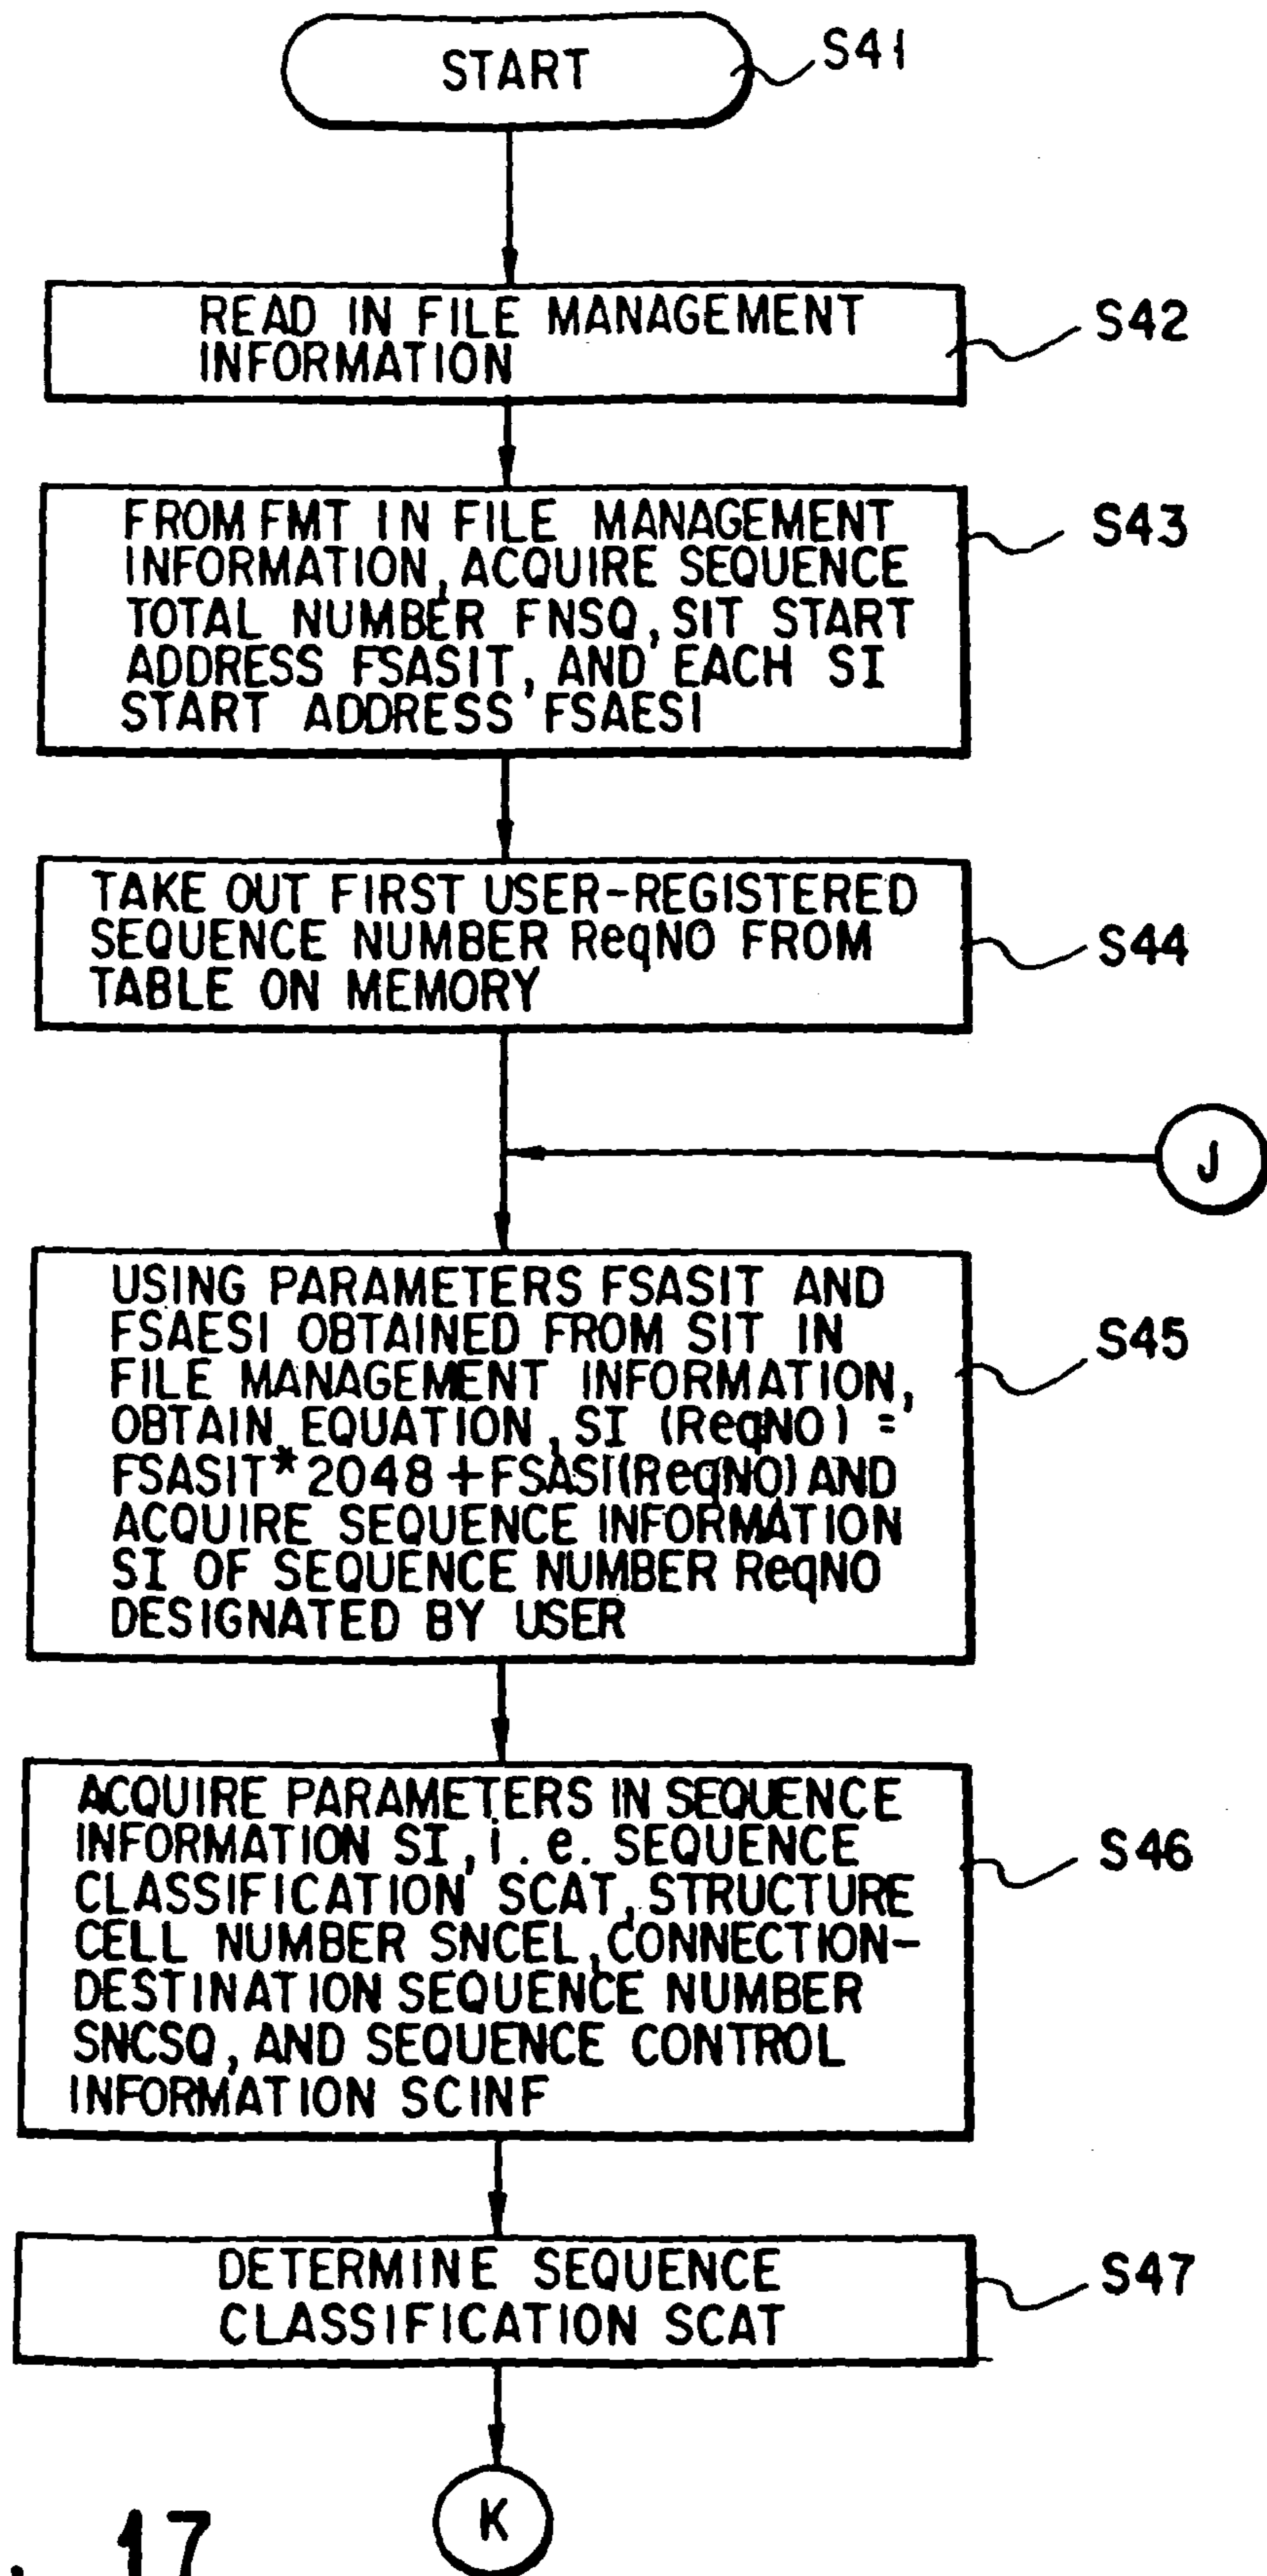 START
S41
READ IN FILE MANAGEMENT
INFORMATION
S42
FROM FMT IN FILE MANAGEMENT
INFORMATION, ACQUIRE SEQUENCE
TOTAL NUMBER FNSQ, SIT START
ADDRESS FSASIT, AND EACH SI
START ADDRESS FSAESI
S43
TAKE OUT FIRST USER-REGISTERED
SEQUENCE NUMBER ReqNO FROM
TABLE ON MEMORY
S44
J
USING PARAMETERS FSASIT AND
FSAESI OBTAINED FROM SIT IN
FILE MANAGEMENT INFORMATION,
OBTAIN EQUATION, SI (ReqNO) =
FSASIT*2048+FSASI(ReqNO) AND
ACQUIRE SEQUENCE INFORMATION
SI OF SEQUENCE NUMBER ReqNO
DESIGNATED BY USER
S45
ACQUIRE PARAMETERS IN SEQUENCE
INFORMATION SI, i.e. SEQUENCE
CLASSIFICATION SCAT, STRUCTURE
CELL NUMBER SNCEL, CONNECTION-
DESTINATION SEQUENCE NUMBER
SNCSQ, AND SEQUENCE CONTROL
INFORMATION SCINF
S46
DETERMINE SEQUENCE
CLASSIFICATION SCAT
S47
K
. 17